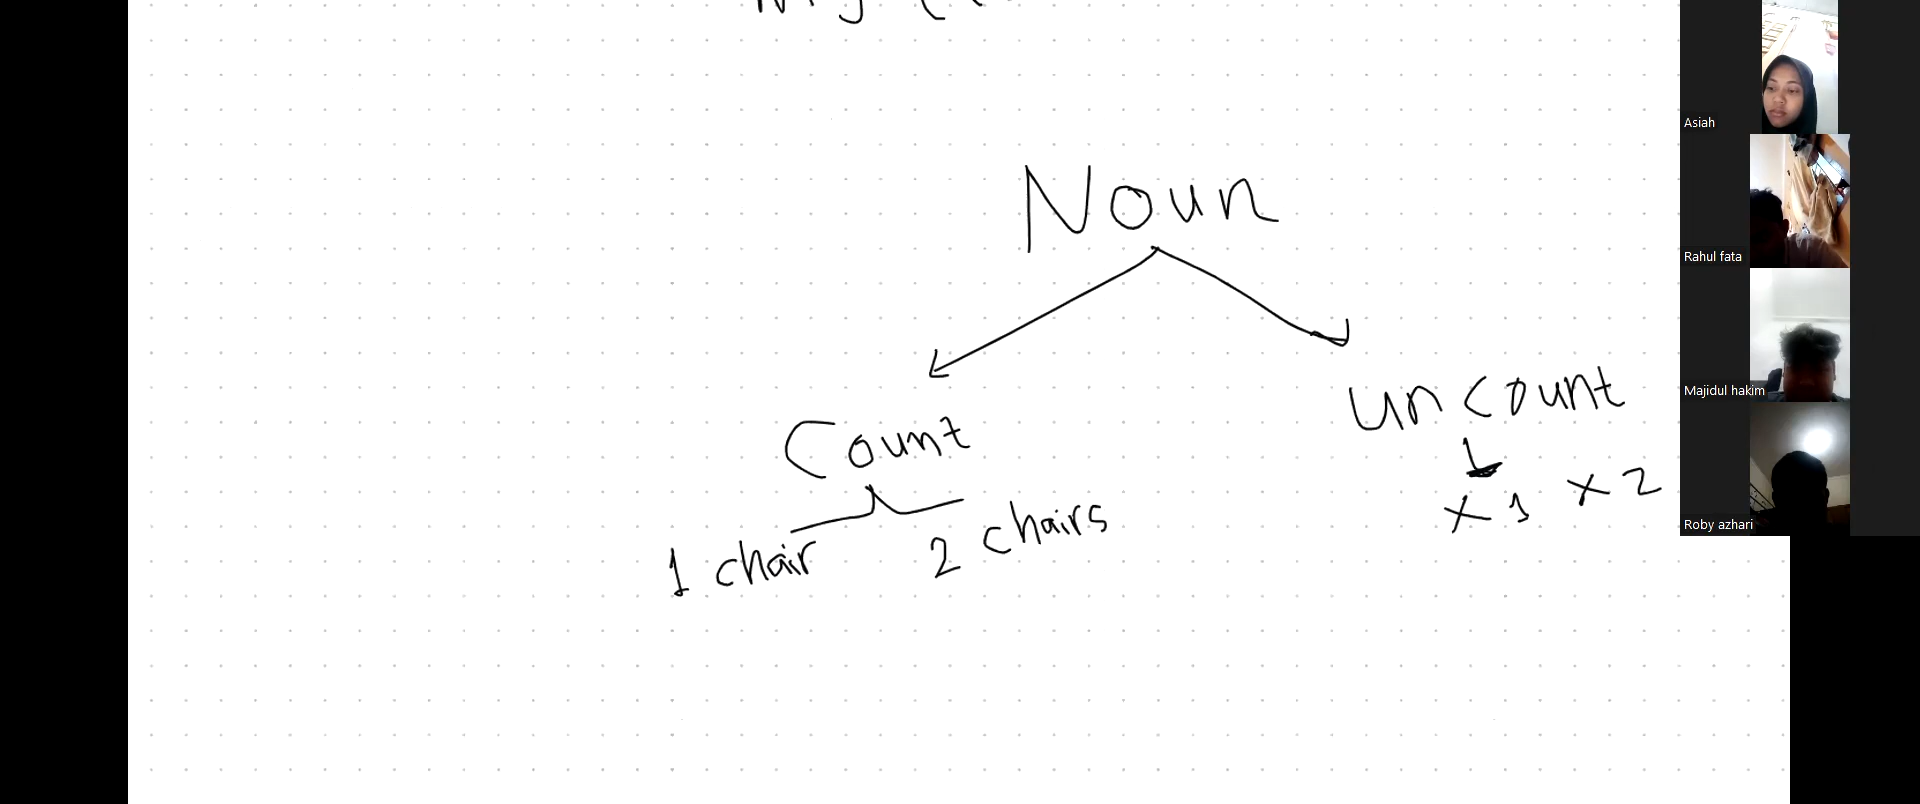 Noun
Count
uncount
1 chair
2 chairs
x 1
x 2
Asiah
Rahul fata
Majidul hakim
Roby azhari